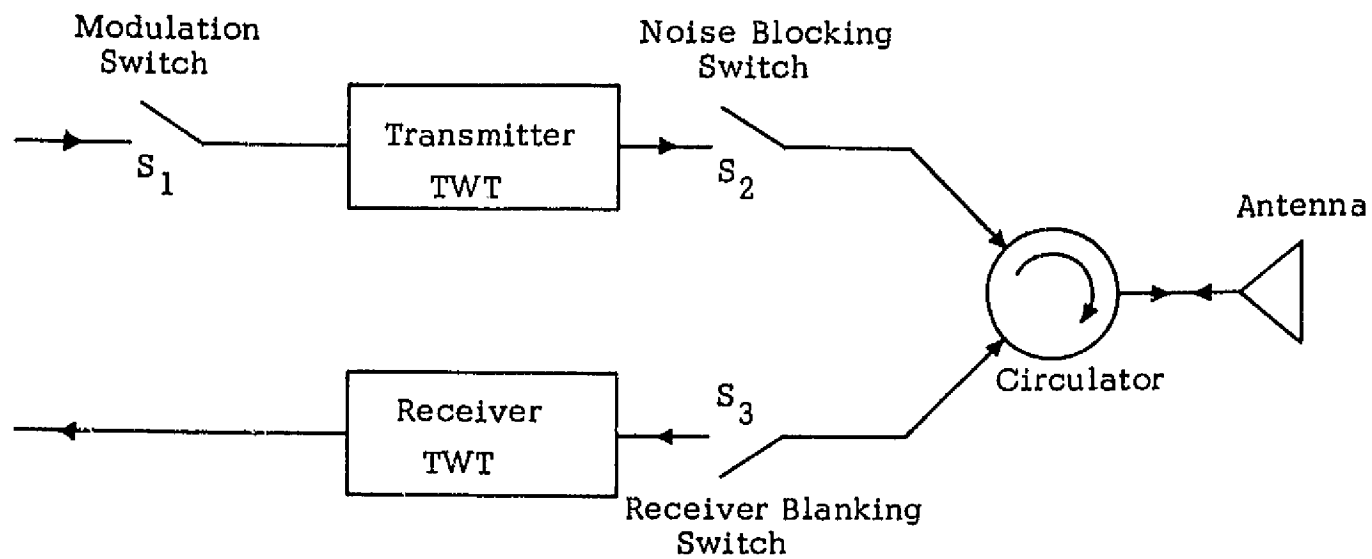 Modulation
Switch
S1
Transmitter
TWT
Noise Blocking
Switch
S2
Antenna
Circulator
Receiver
TWT
S3
Receiver Blanking
Switch